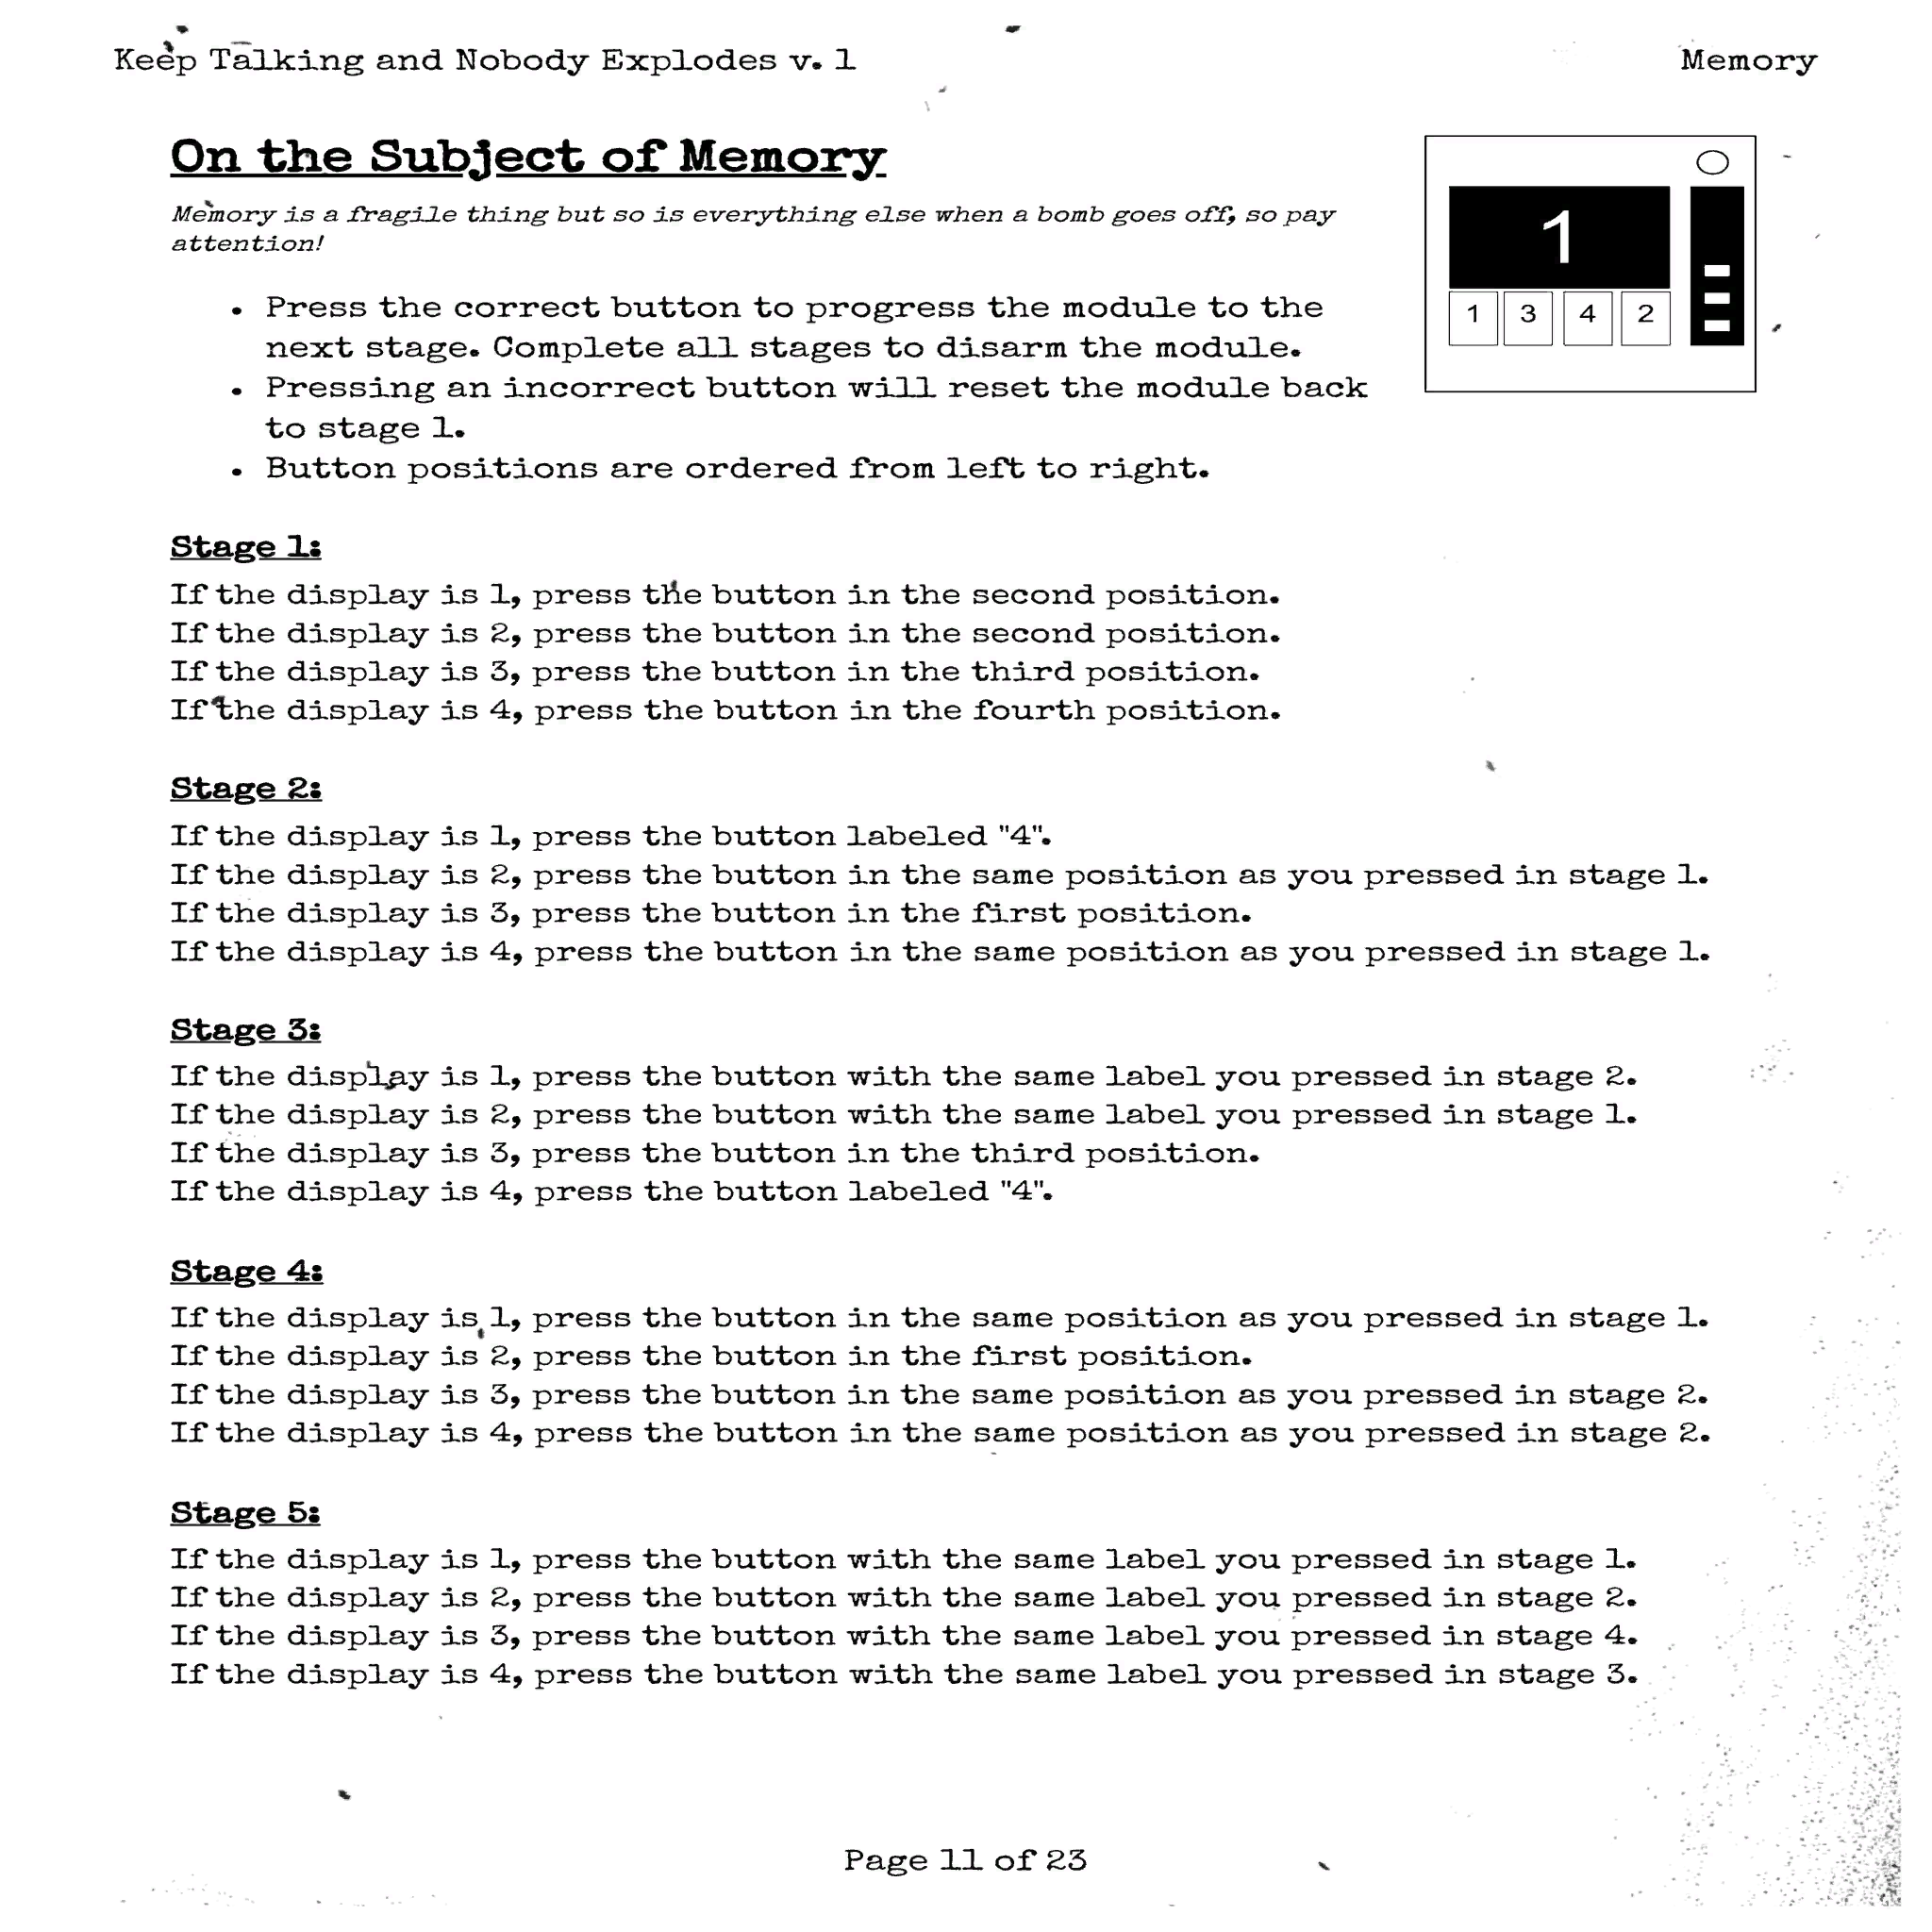 Keep Talking and Nobody Explodes v. 1 Memory
On the Subject of Memory
Memory is a fragile thing but so is everything else when a bomb goes off, so pay
attention!
1
1 3 4 2
• Press the correct button to progress the module to the
next stage. Complete all stages to disarm the module.
• Pressing an incorrect button will reset the module back
to stage 1.
• Button positions are ordered from left to right.
Stage 1:
If the display is 1, press the button in the second position.
If the display is 2, press the button in the second position.
If the display is 3, press the button in the third position.
If the display is 4, press the button in the fourth position.
Stage 2:
If the display is 1, press the button labeled "4".
If the display is 2, press the button in the same position as you pressed in stage 1.
If the display is 3, press the button in the first position.
If the display is 4, press the button in the same position as you pressed in stage 1.
Stage 3:
If the display is 1, press the button with the same label you pressed in stage 2.
If the display is 2, press the button with the same label you pressed in stage 1.
If the display is 3, press the button in the third position.
If the display is 4, press the button labeled "4".
Stage 4:
If the display is 1, press the button in the same position as you pressed in stage 1.
If the display is 2, press the button in the first position.
If the display is 3, press the button in the same position as you pressed in stage 2.
If the display is 4, press the button in the same position as you pressed in stage 2.
Stage 5:
If the display is 1, press the button with the same label you pressed in stage 1.
If the display is 2, press the button with the same label you pressed in stage 2.
If the display is 3, press the button with the same label you pressed in stage 4.
If the display is 4, press the button with the same label you pressed in stage 3.
Page 11 of 23